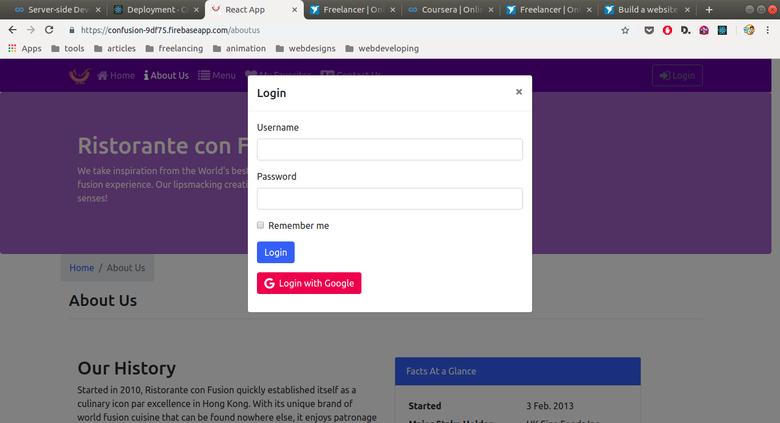 Server-side Dev
Deployment - C
React App
Freelancer | Onl
Coursera | Onli
Freelancer | Onl
Build a website
https://confusion-9df75.firebaseapp.com/aboutus
Apps tools articles freelancing animation webdesigns webdeveloping
Home About Us Menu My Favorites Contact Us Login
Login ×
Username
Password
Remember me
Login
G Login with Google
Ristorante con F
We take inspiration from the World's best
fusion experience. Our lipsmacking creati
senses!
Home / About Us
About Us
Our History
Started in 2010, Ristorante con Fusion quickly established itself as a
culinary icon par excellence in Hong Kong. With its unique brand of
world fusion cuisine that can be found nowhere else, it enjoys patronage
Facts At a Glance
Started 3 Feb. 2013